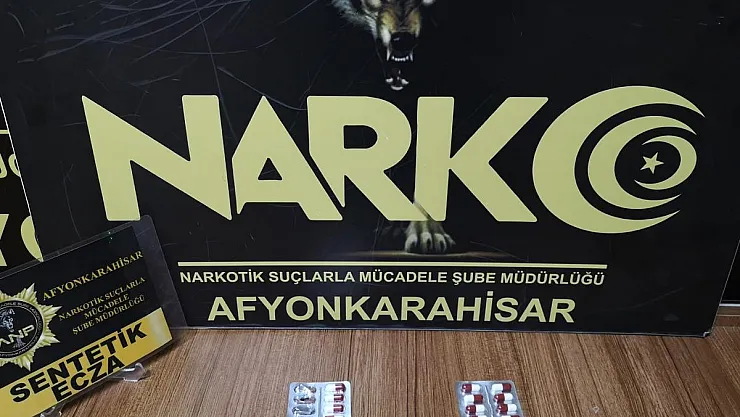 NARKO
NARKOTİK SUÇLARLA MÜCADELE ŞUBE MÜDÜRLÜĞÜ
AFYONKARAHİSAR
AFYONKARAHİSAR
NARKOTİK SUÇLARLA
MÜCADELE
ŞUBE MÜDÜRLÜĞÜ
SENTETİK
ECZA